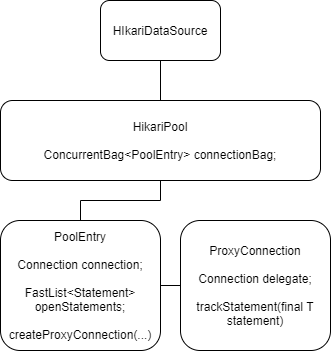 HIkariDataSource
HikariPool
ConcurrentBag<PoolEntry> connectionBag;
PoolEntry
Connection connection;
FastList<Statement>
openStatements;
createProxyConnection(...)
ProxyConnection
Connection delegate;
trackStatement(final T
statement)